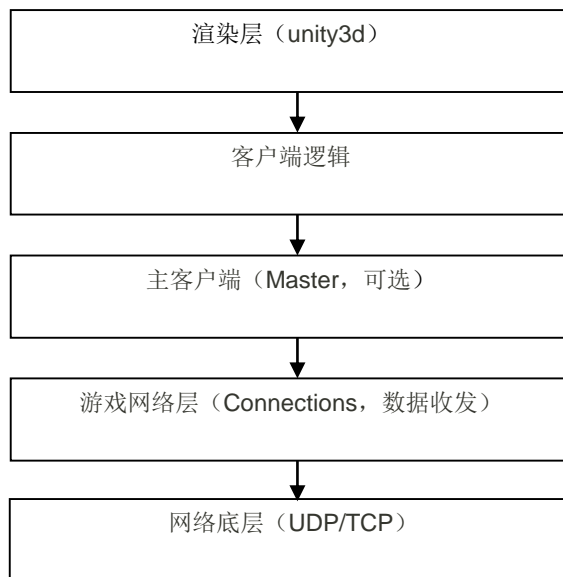 渲染层（unity3d）
客户端逻辑
主客户端（Master，可选）
游戏网络层（Connections，数据收发）
网络底层（UDP/TCP）